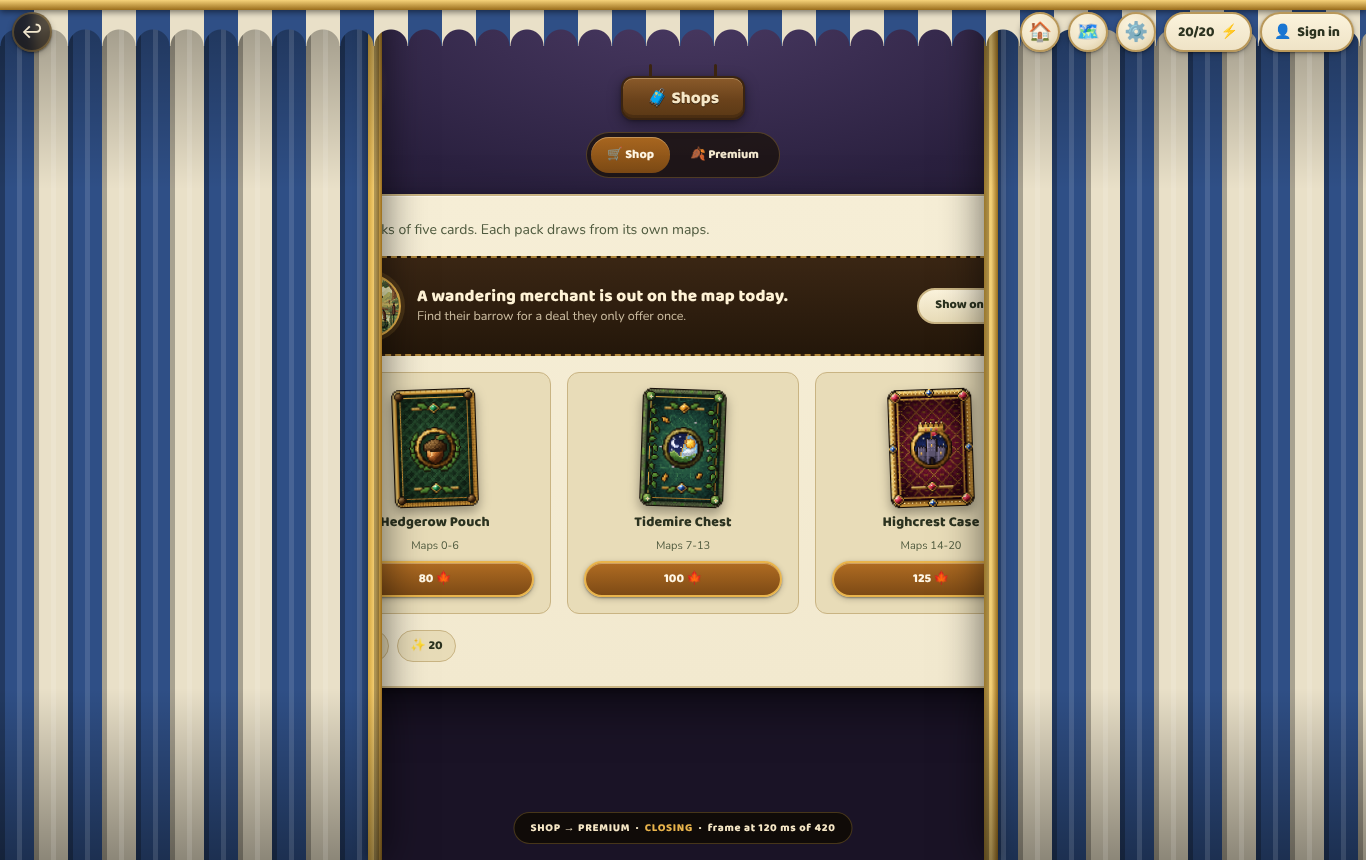 20/20 ⚡
Sign in
Shops
Shop
Premium
ks of five cards. Each pack draws from its own maps.
A wandering merchant is out on the map today.
Find their barrow for a deal they only offer once.
Show on
Hedgerow Pouch
Tidemire Chest
Highcrest Case
Maps 0-6
Maps 7-13
Maps 14-20
80
100
125
20
SHOP → PREMIUM · CLOSING · frame at 120 ms of 420